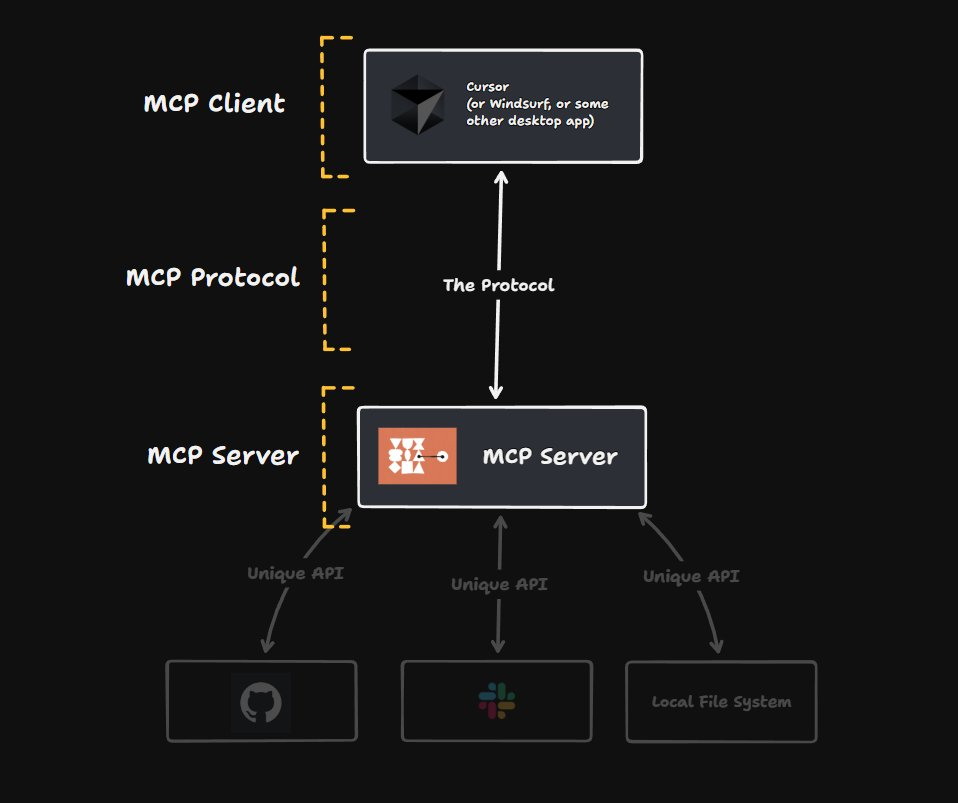 MCP Client
Cursor
(or Windsurf, or some
other desktop app)
MCP Protocol
The Protocol
MCP Server
MCP Server
Unique API
Unique API
Unique API
Local File System